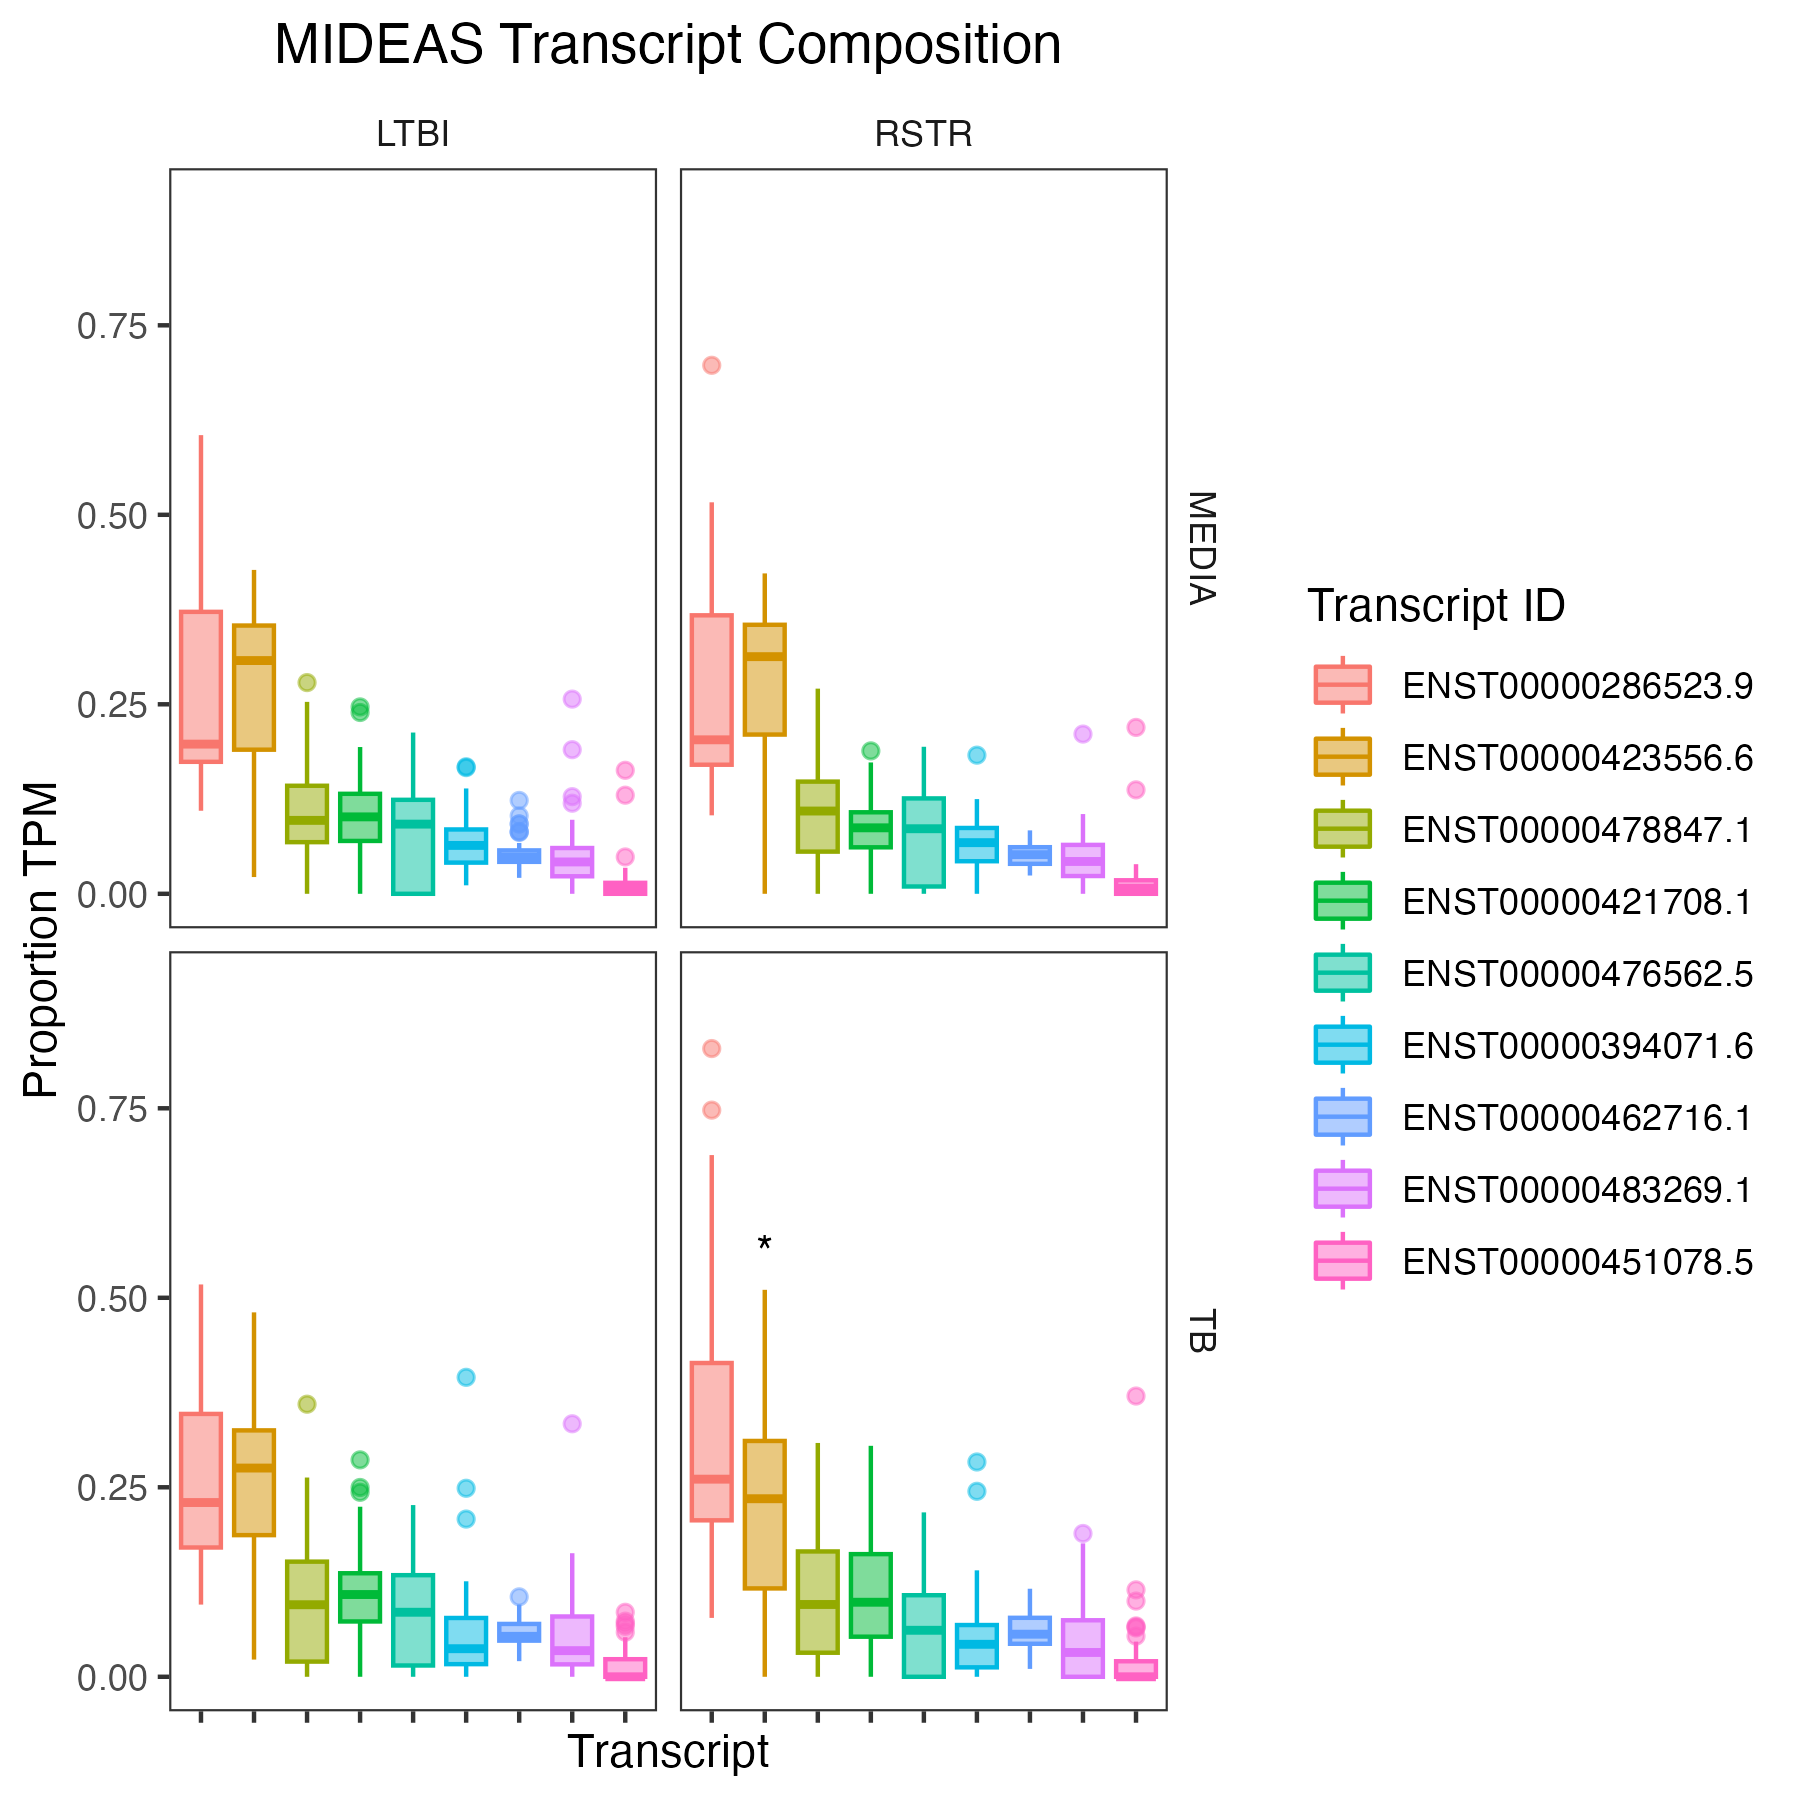 MIDEAS Transcript Composition
LTBI
RSTR
0.75
0.50
0.25
0.00
MEDIA
Proportion TPM
0.75
0.50
0.25
0.00
*
TB
Transcript
Transcript ID
ENST00000286523.9
ENST00000423556.6
ENST00000478847.1
ENST00000421708.1
ENST00000476562.5
ENST00000394071.6
ENST00000462716.1
ENST00000483269.1
ENST00000451078.5